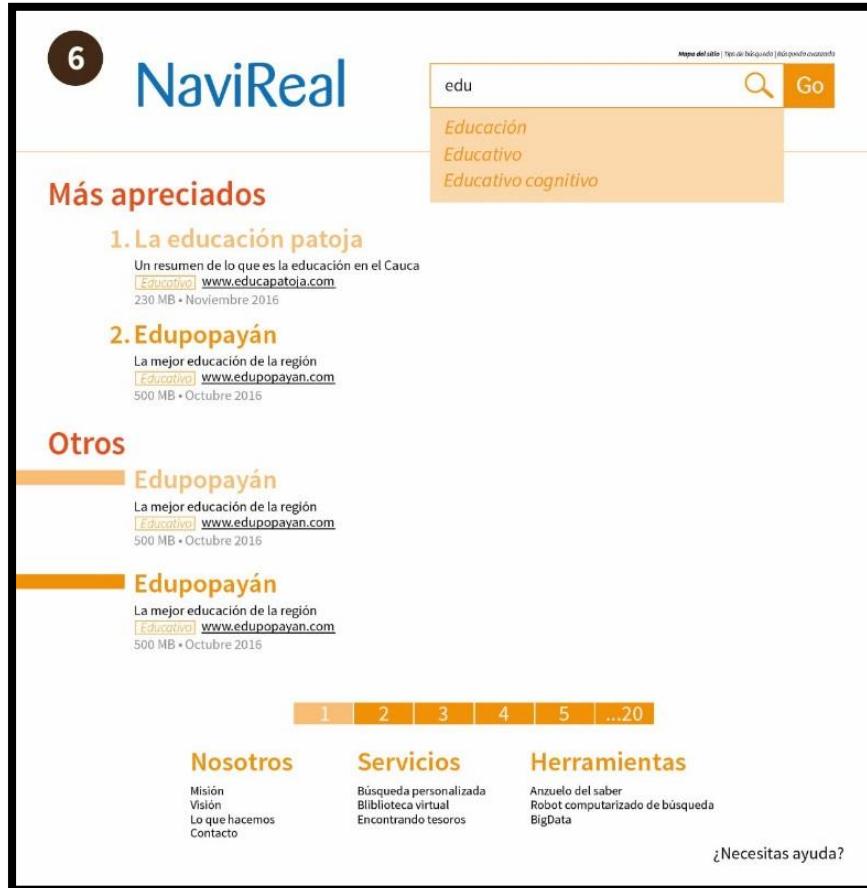 6
NaviReal
Mapa del sitio | Tips de búsqueda | Búsqueda avanzada
edu
Go
Educación
Educativo
Educativo cognitivo
Más apreciados
1. La educación patoja
Un resumen de lo que es la educación en el Cauca
Educativo www.educapatoja.com
230 MB • Noviembre 2016
2. Edupopayán
La mejor educación de la región
Educativo www.edupopayan.com
500 MB • Octubre 2016
Otros
Edupopayán
La mejor educación de la región
Educativo www.edupopayan.com
500 MB • Octubre 2016
Edupopayán
La mejor educación de la región
Educativo www.edupopayan.com
500 MB • Octubre 2016
1 2 3 4 5 ...20
Nosotros
Misión
Visión
Lo que hacemos
Contacto
Servicios
Búsqueda personalizada
Bliblioteca virtual
Encontrando tesoros
Herramientas
Anzuelo del saber
Robot computarizado de búsqueda
BigData
¿Necesitas ayuda?